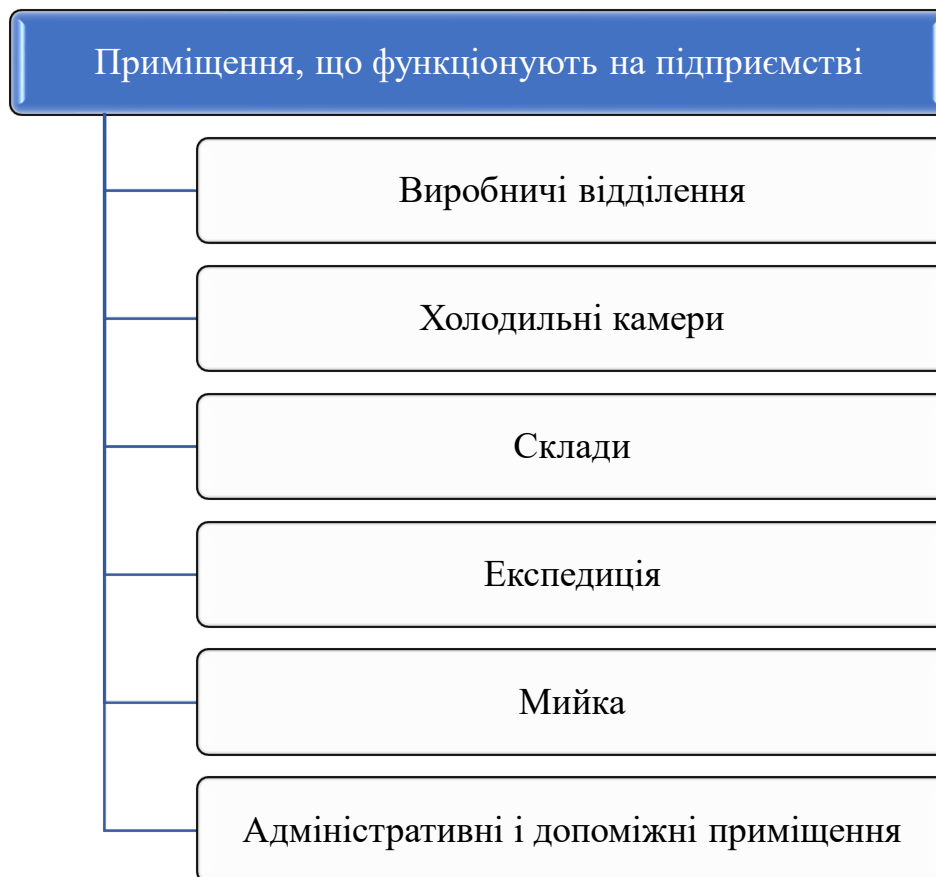 Приміщення, що функціонують на підприємстві
Виробничі відділення
Холодильні камери
Склади
Експедиція
Мийка
Адміністративні і допоміжні приміщення